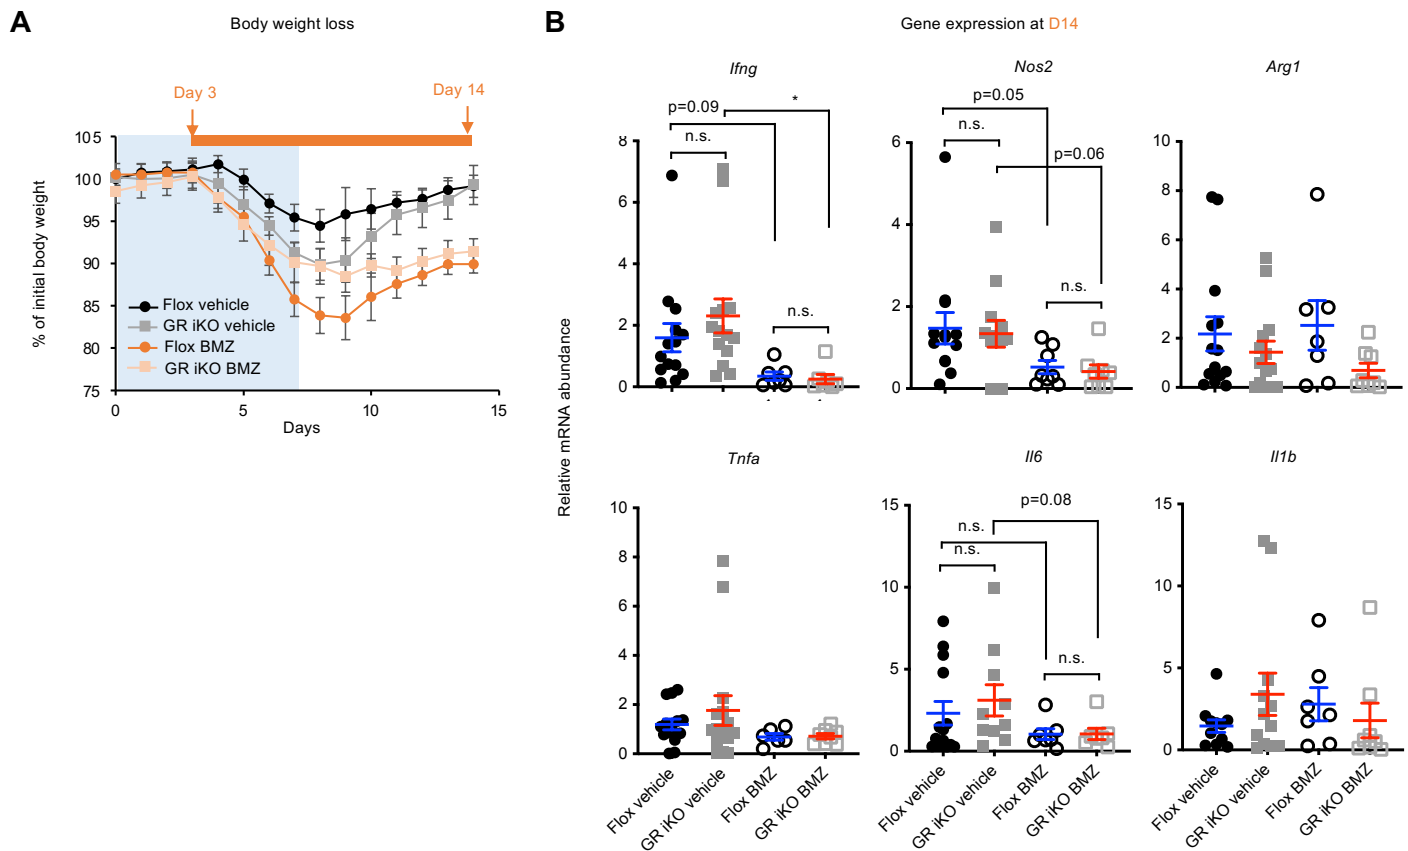 A
Body weight loss
Day 3
Day 14
105
100
95
90
85
80
75
% of initial body weight
Flox vehicle
GR iKO vehicle
Flox BMZ
GR iKO BMZ
0
5
10
15
Days
B
Gene expression at D14
Relative mRNA abundance
Ifng
p=0.09
*
n.s.
n.s.
8
6
4
2
0
Nos2
p=0.05
n.s.
p=0.06
n.s.
6
4
2
0
Arg1
10
8
6
4
2
0
Tnfa
10
8
6
4
2
0
Flox vehicle
GR iKO vehicle
Flox BMZ
GR iKO BMZ
Il6
p=0.08
n.s.
n.s.
n.s.
15
10
5
0
Flox vehicle
GR iKO vehicle
Flox BMZ
GR iKO BMZ
Il1b
15
10
5
0
Flox vehicle
GR iKO vehicle
Flox BMZ
GR iKO BMZ